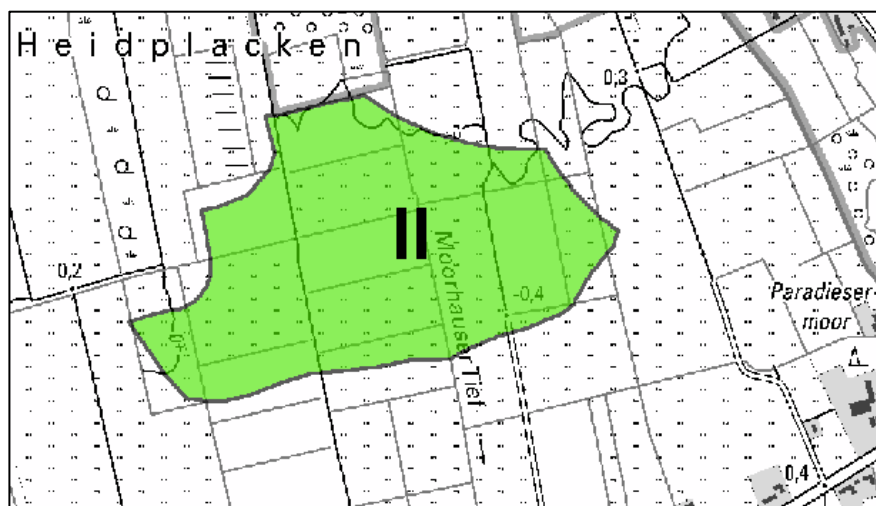 Heidplacken
0,3
II
Moorhauser Tief
0,2
-0,4
Paradieser-
moor
0,4